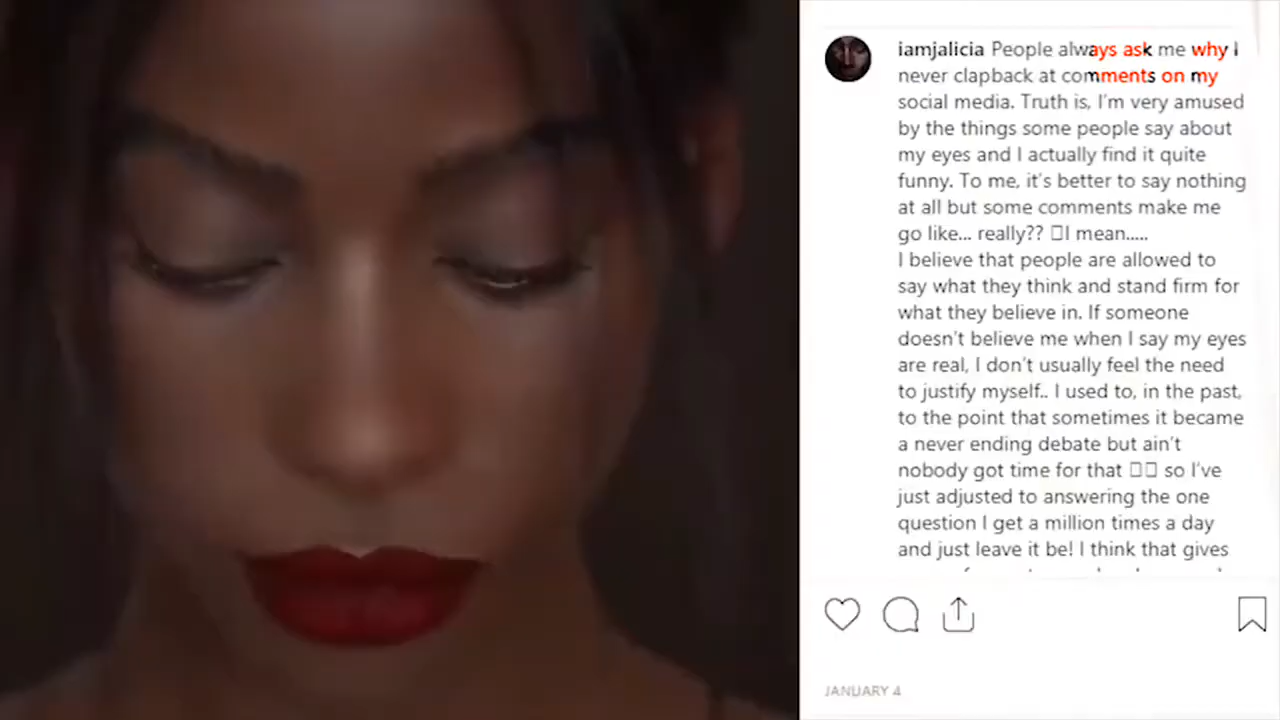 iamjalicia People always ask me why I
never clapback at comments on my
social media. Truth is, I'm very amused
by the things some people say about
my eyes and I actually find it quite
funny. To me, it's better to say nothing
at all but some comments make me
go like... really?? I mean.....
I believe that people are allowed to
say what they think and stand firm for
what they believe in. If someone
doesn't believe me when I say my eyes
are real, I don't usually feel the need
to justify myself.. I used to, in the past,
to the point that sometimes it became
a never ending debate but ain't
nobody got time for that so I've
just adjusted to answering the one
question I get a million times a day
and just leave it be! I think that gives
JANUARY 4